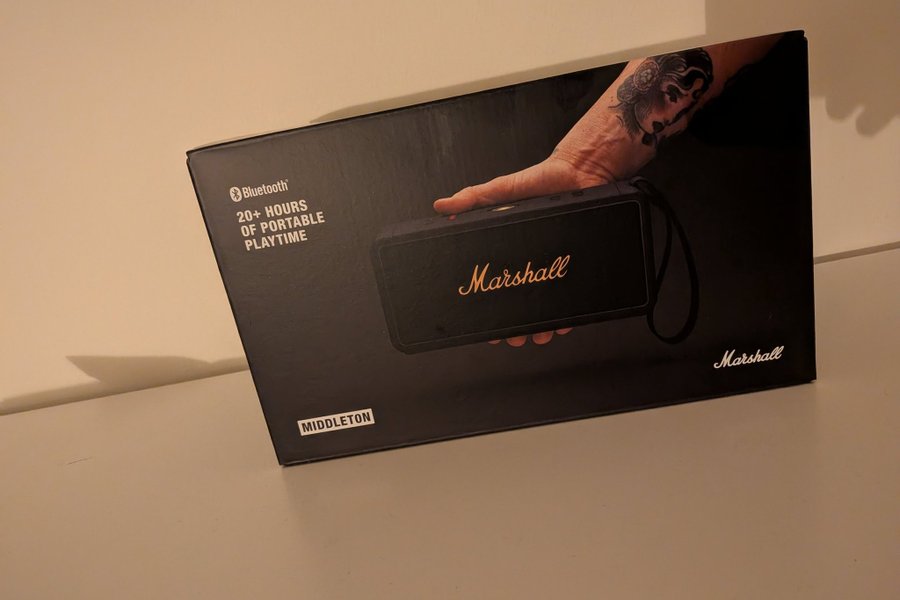 Bluetooth®
20+ HOURS
OF PORTABLE
PLAYTIME
Marshall
Marshall
MIDDLETON